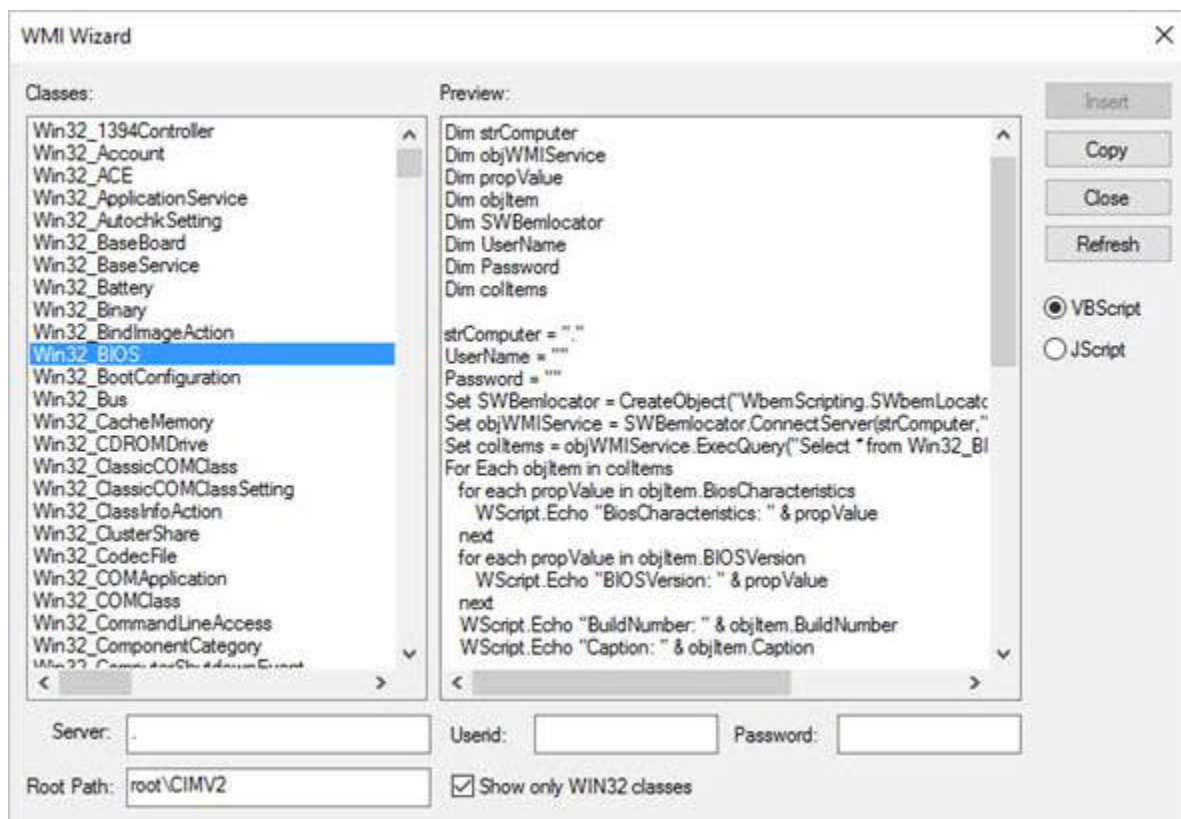 WMI Wizard
Classes:
Win32_1394Controller
Win32_Account
Win32_ACE
Win32_ApplicationService
Win32_AutochkSetting
Win32_BaseBoard
Win32_BaseService
Win32_Battery
Win32_Binary
Win32_BindImageAction
Win32_BIOS
Win32_BootConfiguration
Win32_Bus
Win32_CacheMemory
Win32_CDROMDrive
Win32_ClassicCOMClass
Win32_ClassicCOMClassSetting
Win32_ClassInfoAction
Win32_ClusterShare
Win32_CodecFile
Win32_COMApplication
Win32_COMClass
Win32_CommandLineAccess
Win32_ComponentCategory
Win32_ComputerShutdownEvent
Preview:
Dim strComputer
Dim objWMIService
Dim propValue
Dim objItem
Dim SWBemlocator
Dim UserName
Dim Password
Dim colItems
strComputer = "."
UserName = ""
Password = ""
Set SWBemlocator = CreateObject("WbemScripting.SWbemLocato
Set objWMIService = SWBemlocator.ConnectServer(strComputer,"
Set colItems = objWMIService.ExecQuery("Select * from Win32_BI
For Each objItem in colItems
for each propValue in objItem.BiosCharacteristics
WScript.Echo "BiosCharacteristics: " & propValue
next
for each propValue in objItem.BIOSVersion
WScript.Echo "BIOSVersion: " & propValue
next
WScript.Echo "BuildNumber: " & objItem.BuildNumber
WScript.Echo "Caption: " & objItem.Caption
Insert
Copy
Close
Refresh
VBScript
JScript
Server: .
Userid:
Password:
Root Path: root\CIMV2
Show only WIN32 classes